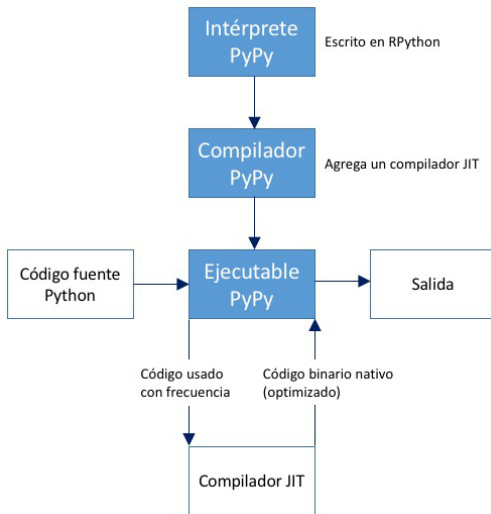 Intérprete
PyPy
Escrito en RPython
Compilador
PyPy
Agrega un compilador JIT
Código fuente
Python
Ejecutable
PyPy
Salida
Código usado
con frecuencia
Código binario nativo
(optimizado)
Compilador JIT